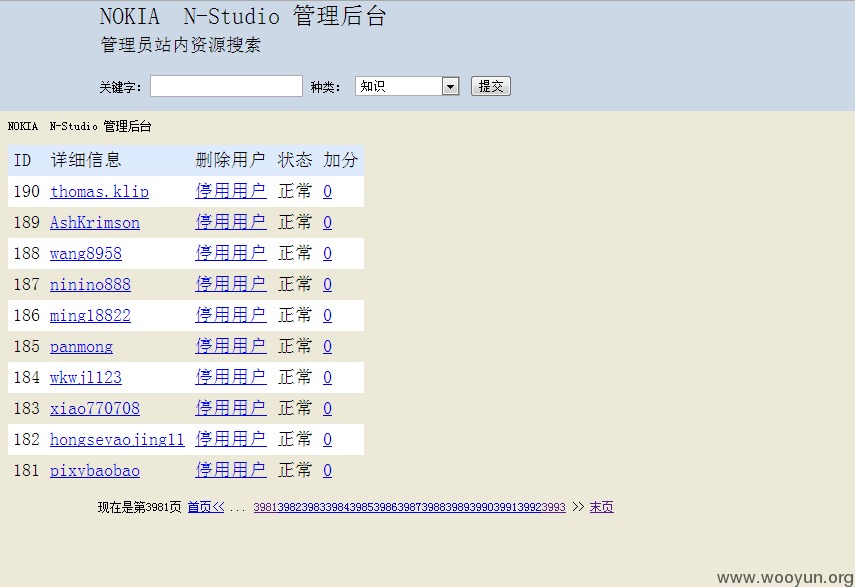 NOKIA N-Studio 管理后台
管理员站内资源搜索
关键字: 种类: 知识 提交
NOKIA N-Studio 管理后台
ID 详细信息 删除用户 状态 加分
190 thomas.klip 停用用户 正常 0
189 AshKrimson 停用用户 正常 0
188 wang8958 停用用户 正常 0
187 ninino888 停用用户 正常 0
186 ming18822 停用用户 正常 0
185 panmong 停用用户 正常 0
184 wkwjl123 停用用户 正常 0
183 xiao770708 停用用户 正常 0
182 hongseyaojing11 停用用户 正常 0
181 pixybaobao 停用用户 正常 0
现在是第3981页 首页<< ... 3981398239833984398539863987398839893990399139923993 >> 末页
www.wooyun.org